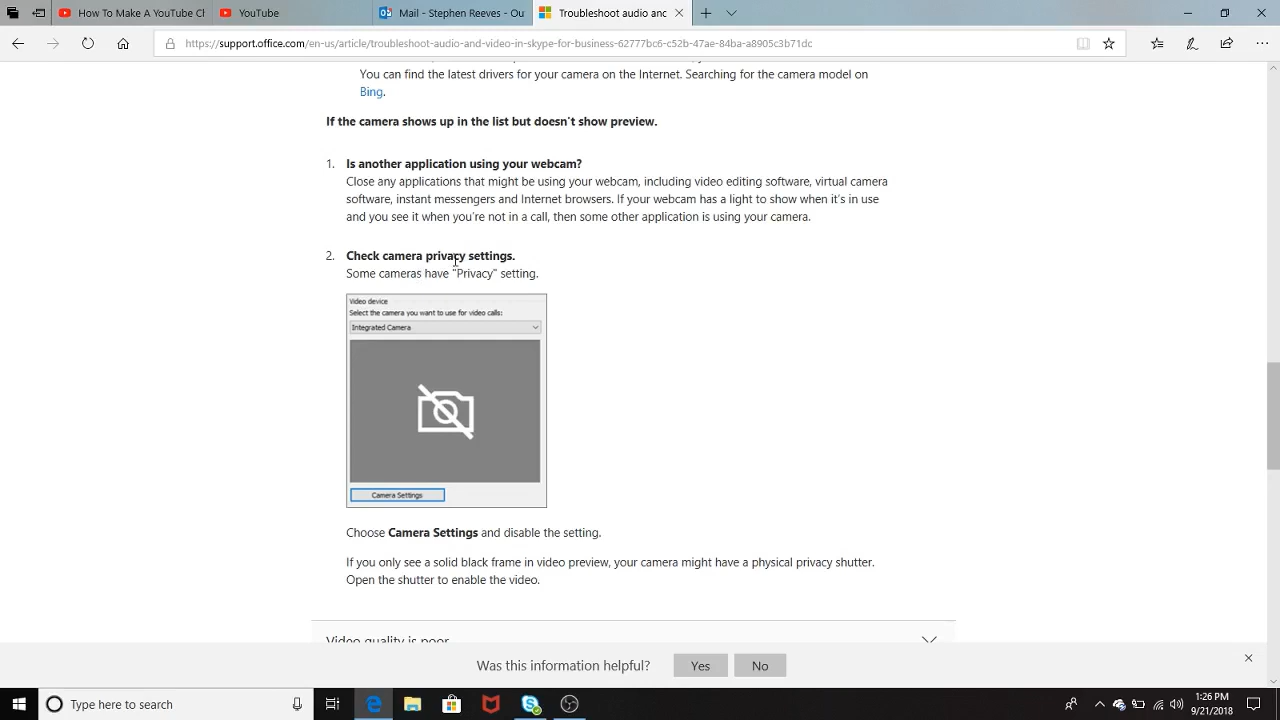 How To Make A YouTube Cl
YouTube
Mail - Stephen Reeves - Ou
Troubleshoot audio and
https://support.office.com/en-us/article/troubleshoot-audio-and-video-in-skype-for-business-62777bc6-c52b-47ae-84ba-a8905c3b71dc
You can find the latest drivers for your camera on the Internet. Searching for the camera model on
Bing.
If the camera shows up in the list but doesn't show preview.
1. Is another application using your webcam?
Close any applications that might be using your webcam, including video editing software, virtual camera
software, instant messengers and Internet browsers. If your webcam has a light to show when it's in use
and you see it when you're not in a call, then some other application is using your camera.
2. Check camera privacy settings.
Some cameras have "Privacy" setting.
Video device
Select the camera you want to use for video calls:
Integrated Camera
Camera Settings
Choose Camera Settings and disable the setting.
If you only see a solid black frame in video preview, your camera might have a physical privacy shutter.
Open the shutter to enable the video.
Video quality is poor
Was this information helpful? Yes No
Type here to search
1:26 PM
9/21/2018